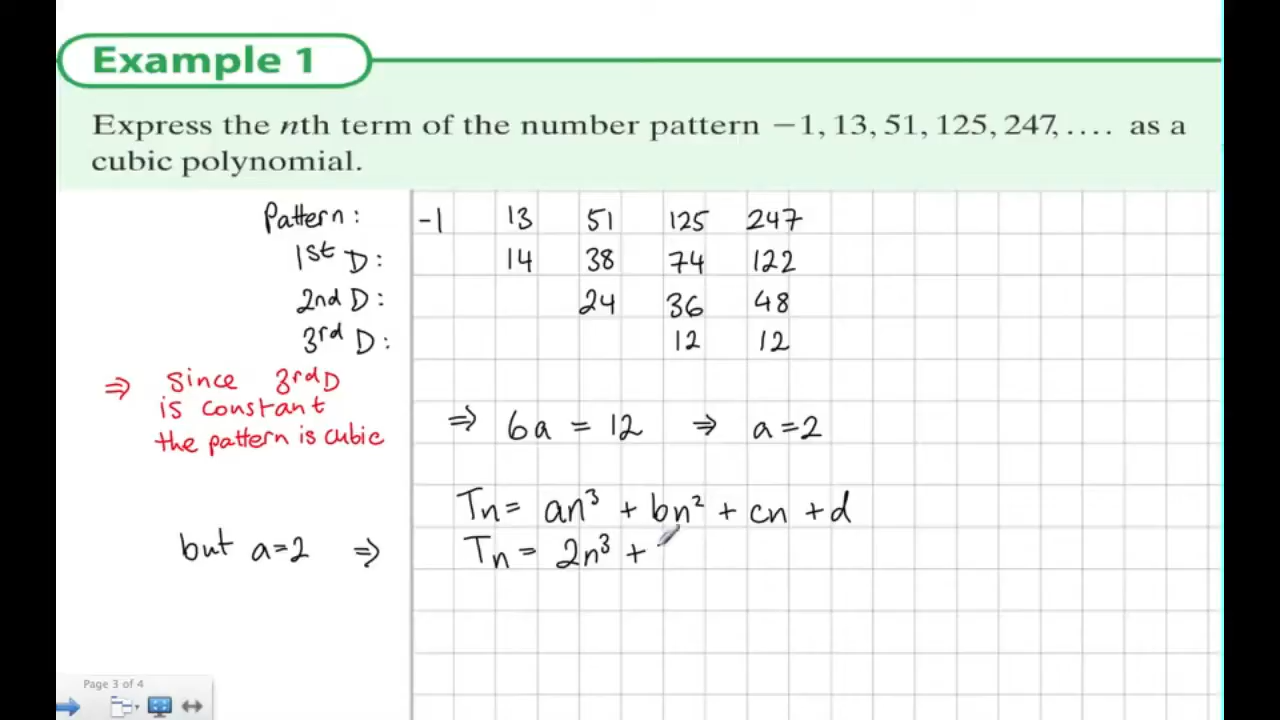 Example 1
Express the nth term of the number pattern −1, 13, 51, 125, 247, .... as a
cubic polynomial.
Pattern: -1 13 51 125 247
1st D: 14 38 74 122
2nd D: 24 36 48
3rd D: 12 12
⇒ since 3rd D
is constant
the pattern is cubic
⇒ 6a = 12 ⇒ a=2
Tn = an³ + bn² + cn + d
but a=2 ⇒ Tn = 2n³ +
Page 3 of 4